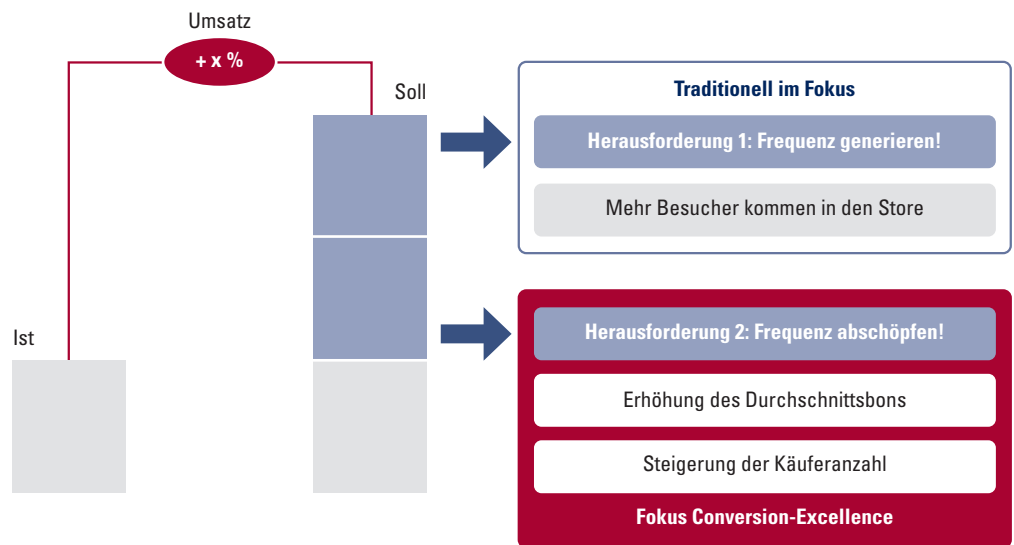 Umsatz
+ x %
Soll
Ist
Traditionell im Fokus
Herausforderung 1: Frequenz generieren!
Mehr Besucher kommen in den Store
Herausforderung 2: Frequenz abschöpfen!
Erhöhung des Durchschnittsbons
Steigerung der Käuferanzahl
Fokus Conversion-Excellence